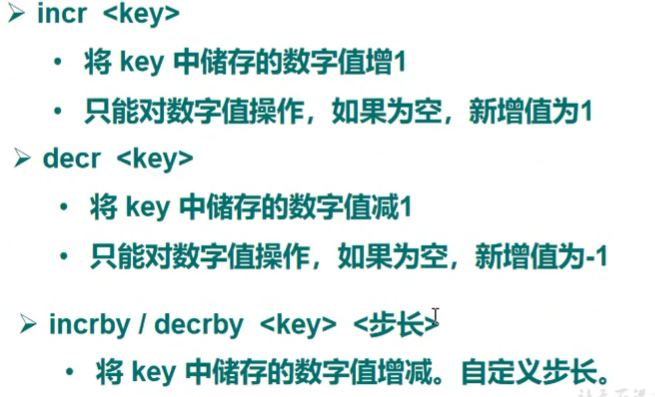 ➢ incr <key>
• 将 key 中储存的数字值增1
• 只能对数字值操作，如果为空，新增值为1
➢ decr <key>
• 将 key 中储存的数字值减1
• 只能对数字值操作，如果为空，新增值为-1
➢ incrby / decrby <key> <步长>
• 将 key 中储存的数字值增减。自定义步长。